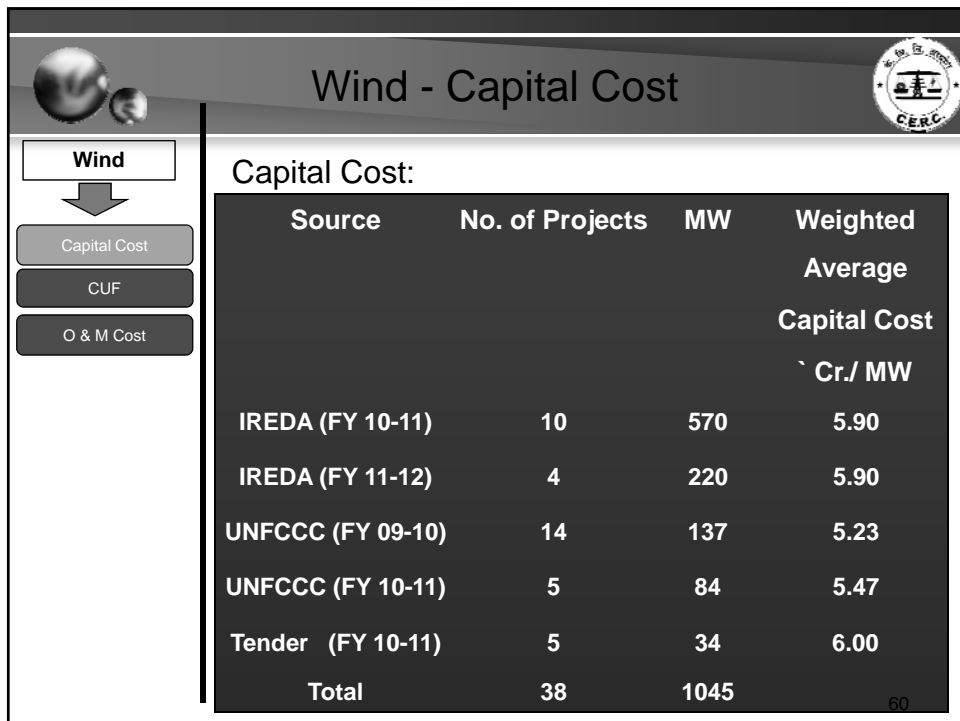 Wind - Capital Cost
C.E.R.C.
Wind
Capital Cost
CUF
O & M Cost
Capital Cost:
Source No. of Projects MW Weighted
Average
Capital Cost
` Cr./ MW
IREDA (FY 10-11) 10 570 5.90
IREDA (FY 11-12) 4 220 5.90
UNFCCC (FY 09-10) 14 137 5.23
UNFCCC (FY 10-11) 5 84 5.47
Tender (FY 10-11) 5 34 6.00
Total 38 1045
60